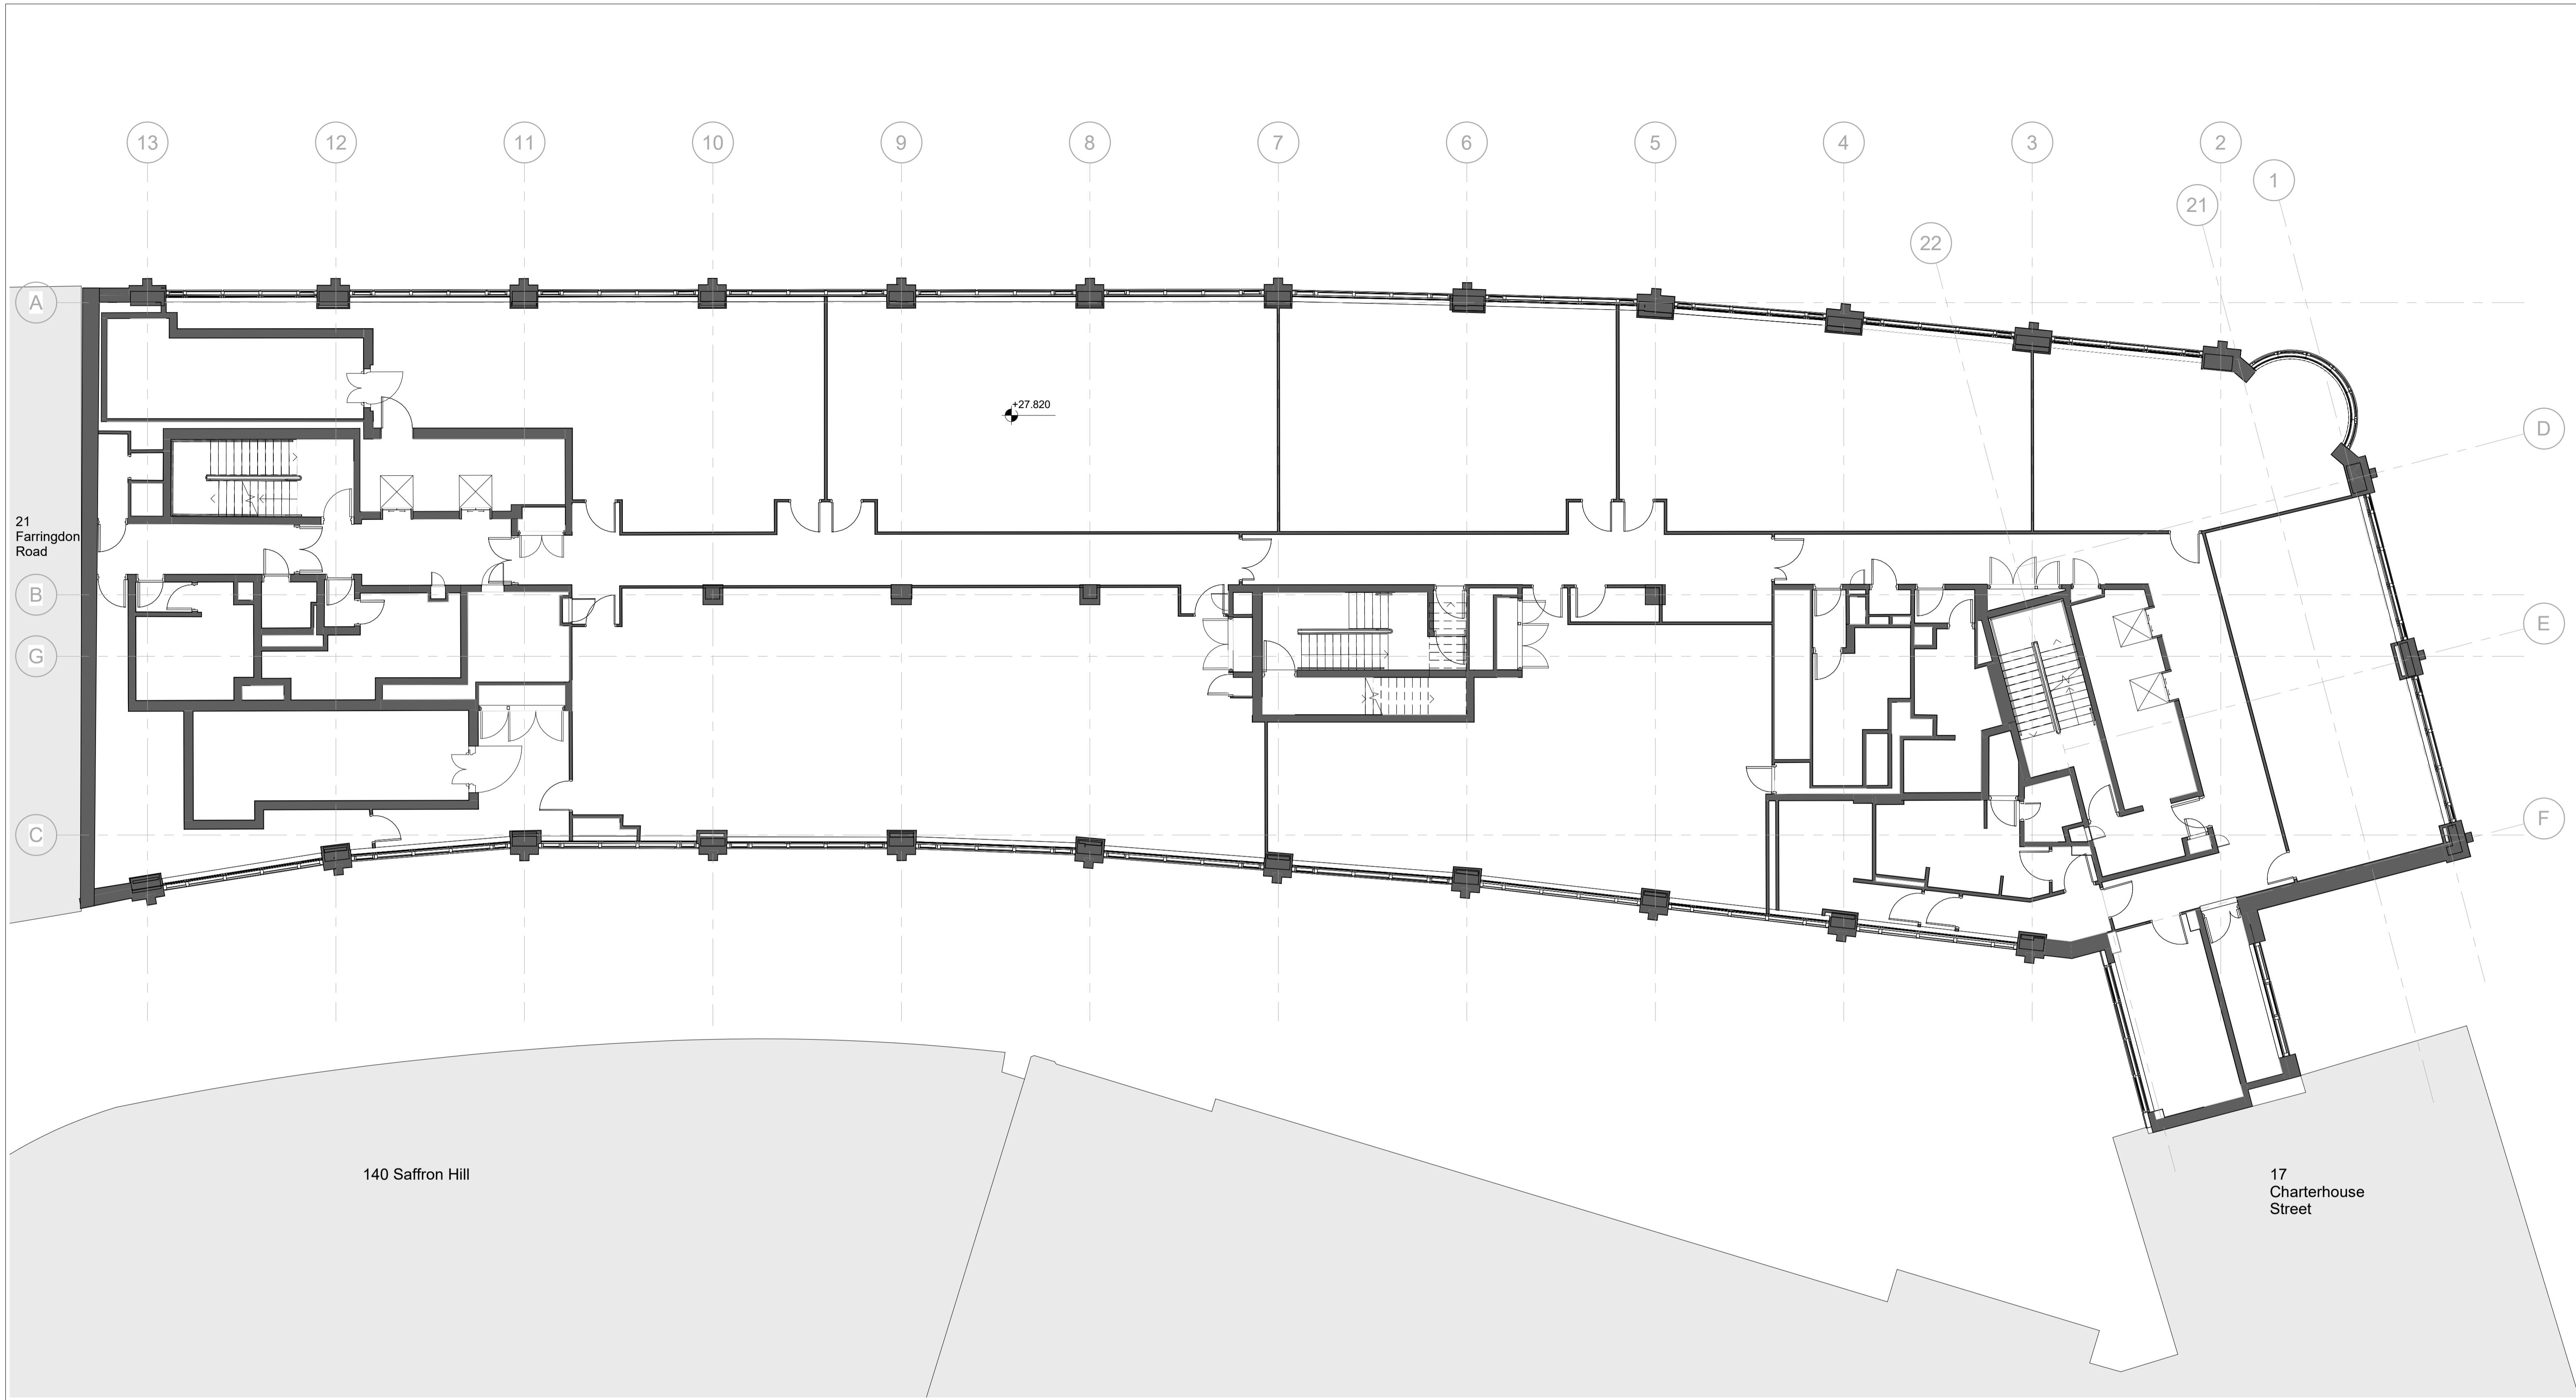 13
12
11
10
9
8
7
6
5
4
3
2
1
21
22
A
+27.820
D
21
Farringdon
Road
B
E
G
C
F
140 Saffron Hill
17
Charterhouse
Street